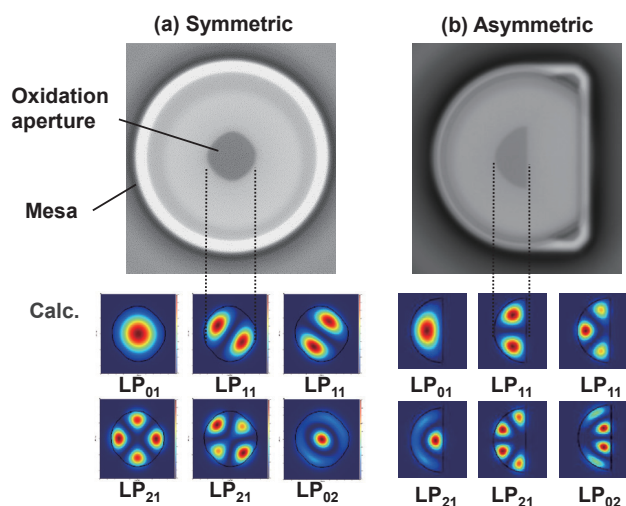 (a) Symmetric
(b) Asymmetric
Oxidation
aperture
Mesa
Calc.
LP01
LP11
LP11
LP01
LP11
LP11
LP21
LP21
LP02
LP21
LP21
LP02